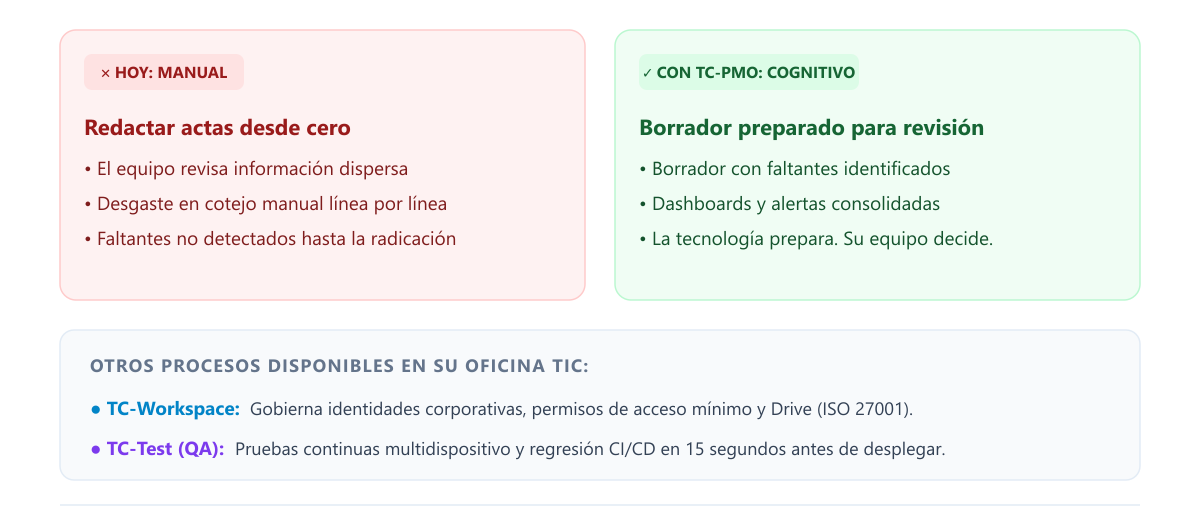 × HOY: MANUAL
Redactar actas desde cero
• El equipo revisa información dispersa
• Desgaste en cotejo manual línea por línea
• Faltantes no detectados hasta la radicación
✓ CON TC-PMO: COGNITIVO
Borrador preparado para revisión
• Borrador con faltantes identificados
• Dashboards y alertas consolidadas
• La tecnología prepara. Su equipo decide.
OTROS PROCESOS DISPONIBLES EN SU OFICINA TIC:
● TC-Workspace: Gobierna identidades corporativas, permisos de acceso mínimo y Drive (ISO 27001).
● TC-Test (QA): Pruebas continuas multidispositivo y regresión CI/CD en 15 segundos antes de desplegar.